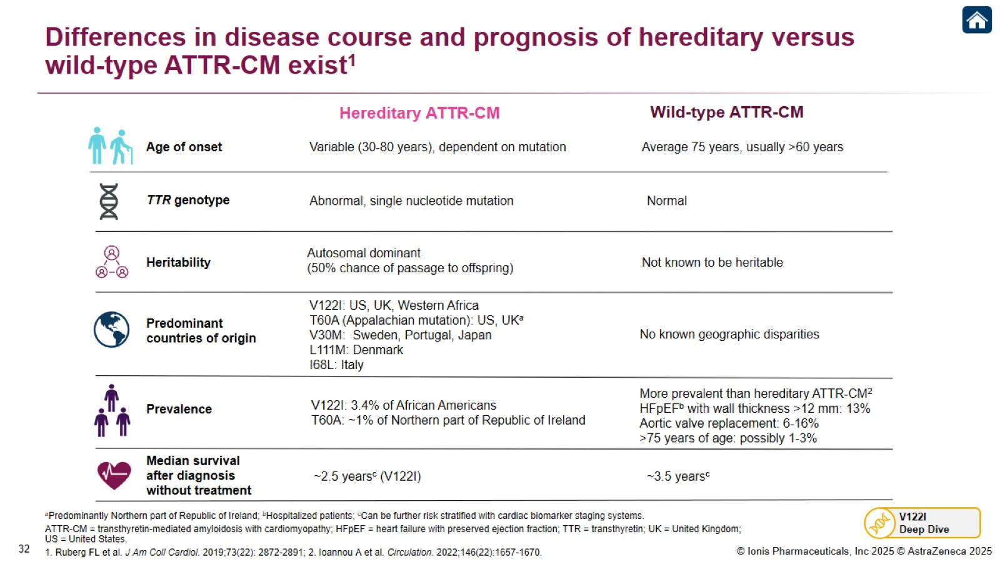 Differences in disease course and prognosis of hereditary versus
wild-type ATTR-CM exist¹
Hereditary ATTR-CM
Wild-type ATTR-CM
Age of onset
Variable (30-80 years), dependent on mutation
Average 75 years, usually >60 years
TTR genotype
Abnormal, single nucleotide mutation
Normal
Heritability
Autosomal dominant
(50% chance of passage to offspring)
Not known to be heritable
Predominant
countries of origin
V122I: US, UK, Western Africa
T60A (Appalachian mutation): US, UKᵃ
V30M: Sweden, Portugal, Japan
L111M: Denmark
I68L: Italy
No known geographic disparities
Prevalence
V122I: 3.4% of African Americans
T60A: ~1% of Northern part of Republic of Ireland
More prevalent than hereditary ATTR-CM²
HFpEFᵇ with wall thickness >12 mm: 13%
Aortic valve replacement: 6-16%
>75 years of age: possibly 1-3%
Median survival
after diagnosis
without treatment
~2.5 yearsᶜ (V122I)
~3.5 yearsᶜ
ᵃPredominantly Northern part of Republic of Ireland; ᵇHospitalized patients; ᶜCan be further risk stratified with cardiac biomarker staging systems.
ATTR-CM = transthyretin-mediated amyloidosis with cardiomyopathy; HFpEF = heart failure with preserved ejection fraction; TTR = transthyretin; UK = United Kingdom;
US = United States.
1. Ruberg FL et al. J Am Coll Cardiol. 2019;73(22): 2872-2891; 2. Ioannou A et al. Circulation. 2022;146(22):1657-1670.
32
V122I
Deep Dive
© Ionis Pharmaceuticals, Inc 2025 © AstraZeneca 2025